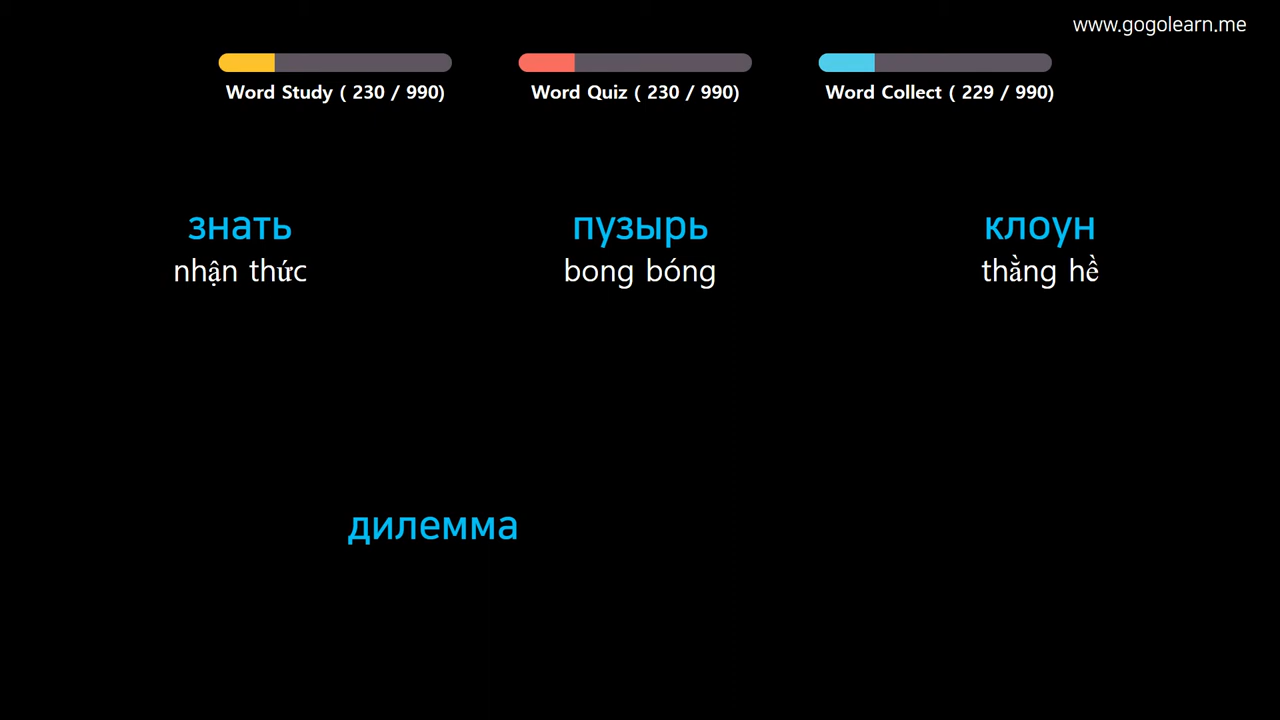 www.gogolearn.me
Word Study ( 230 / 990)
Word Quiz ( 230 / 990)
Word Collect ( 229 / 990)
знать
nhận thức
пузырь
bong bóng
клоун
thằng hề
дилемма